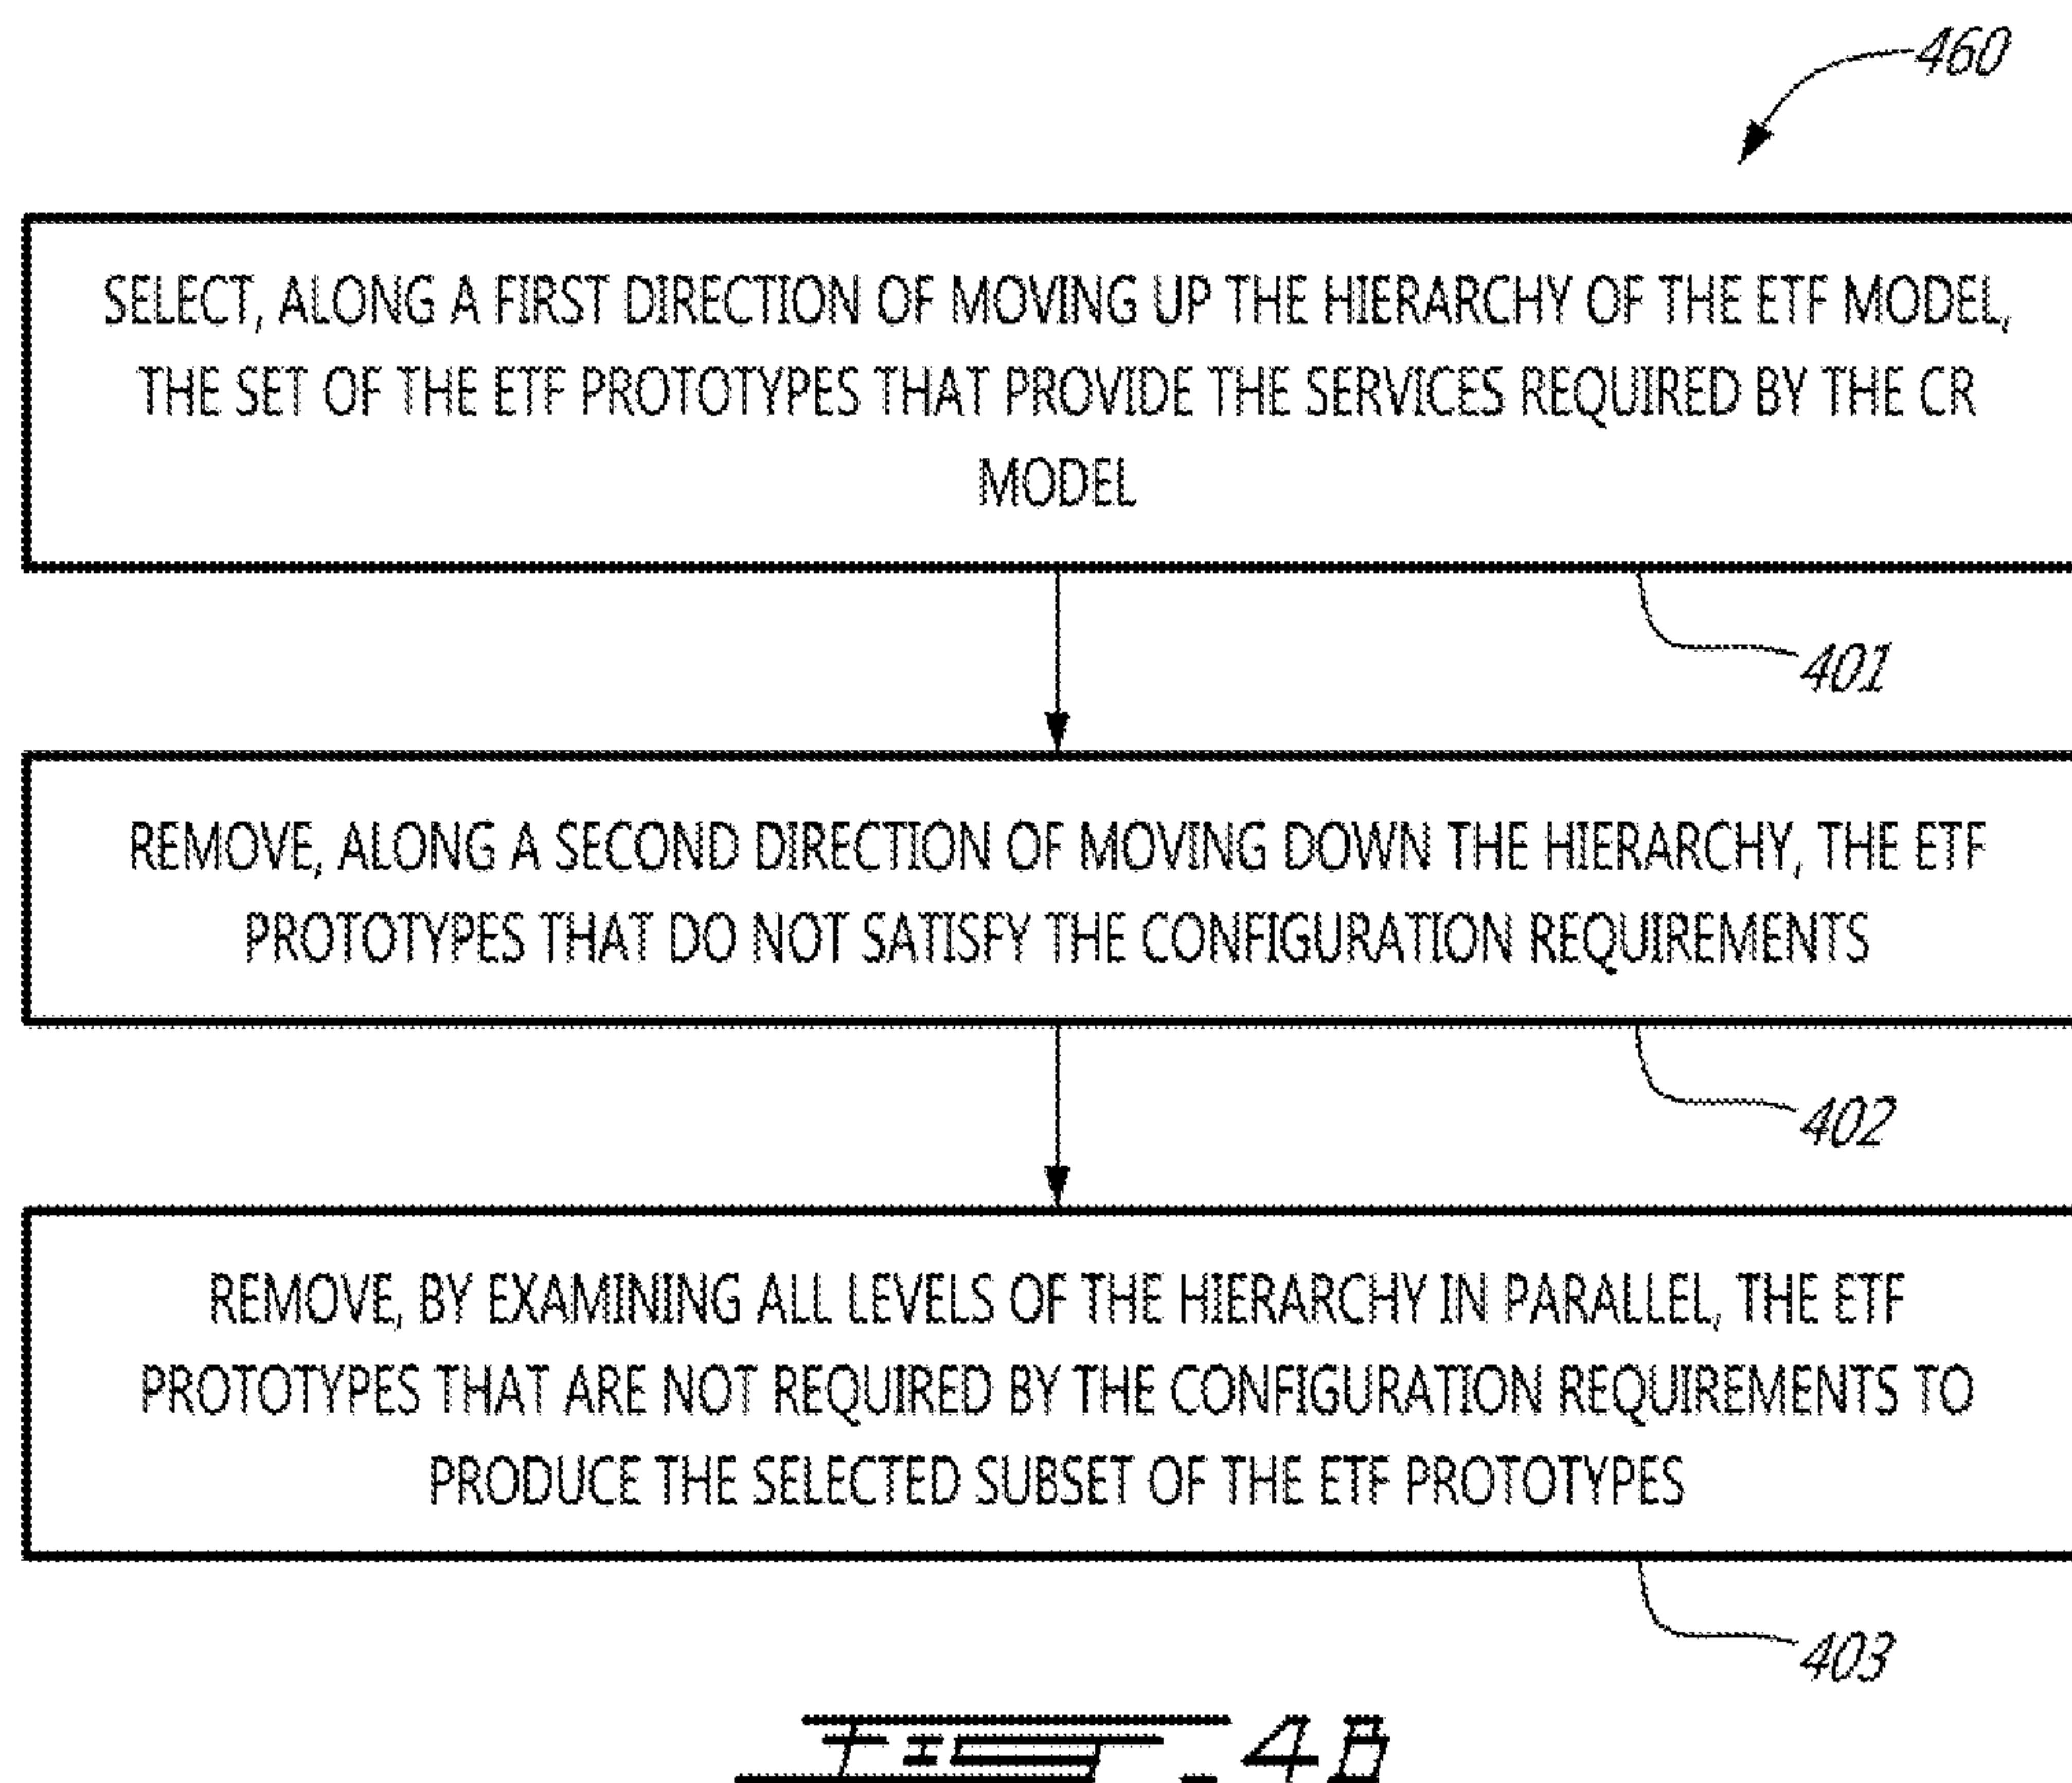 460
SELECT, ALONG A FIRST DIRECTION OF MOVING UP THE HIERARCHY OF THE ETF MODEL,
THE SET OF THE ETF PROTOTYPES THAT PROVIDE THE SERVICES REQUIRED BY THE CR
MODEL
401
REMOVE, ALONG A SECOND DIRECTION OF MOVING DOWN THE HIERARCHY, THE ETF
PROTOTYPES THAT DO NOT SATISFY THE CONFIGURATION REQUIREMENTS
402
REMOVE, BY EXAMINING ALL LEVELS OF THE HIERARCHY IN PARALLEL, THE ETF
PROTOTYPES THAT ARE NOT REQUIRED BY THE CONFIGURATION REQUIREMENTS TO
PRODUCE THE SELECTED SUBSET OF THE ETF PROTOTYPES
403
FIG. 4B